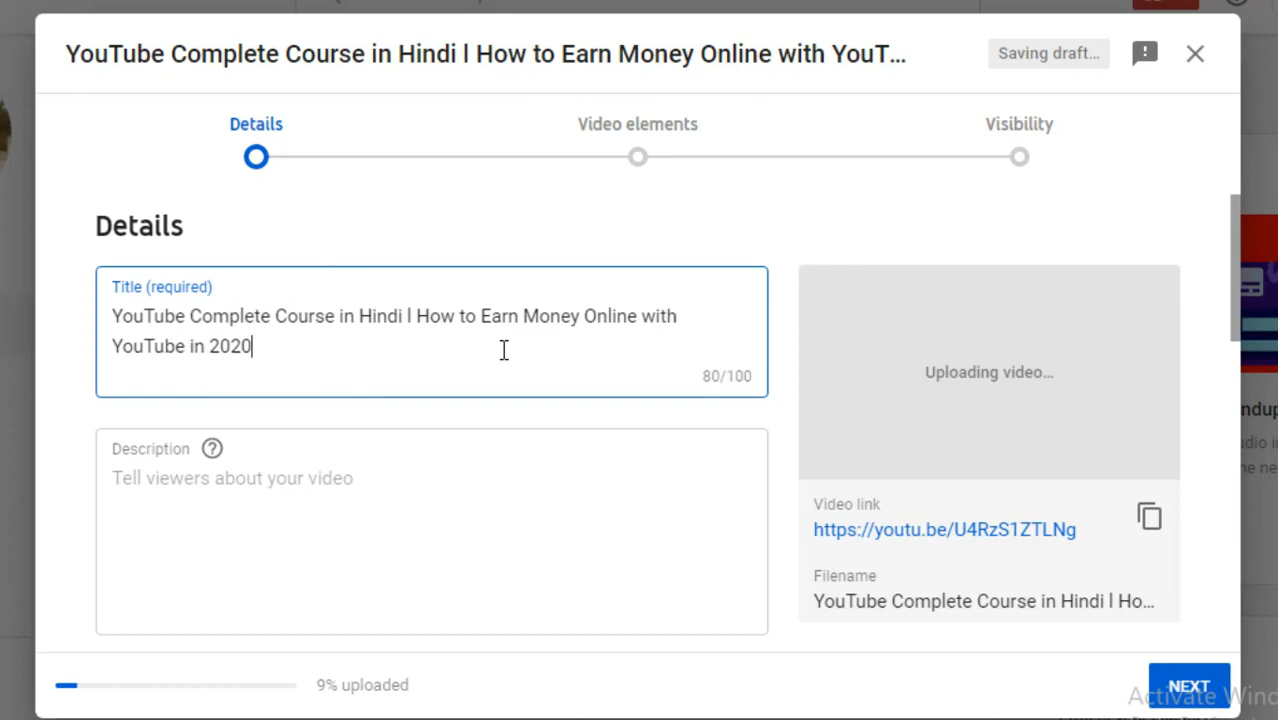 YouTube Complete Course in Hindi l How to Earn Money Online with YouT...
Saving draft...
Details
Video elements
Visibility
Details
Title (required)
YouTube Complete Course in Hindi l How to Earn Money Online with
YouTube in 2020
80/100
Uploading video...
Description
Tell viewers about your video
Video link
https://youtu.be/U4RzS1ZTLNg
Filename
YouTube Complete Course in Hindi l Ho...
9% uploaded
NEXT
Activate Wind